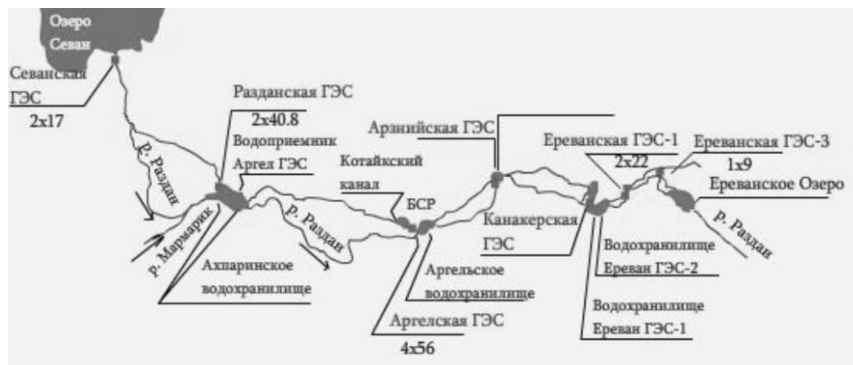 Озеро
Севан
Севанская
ГЭС
2x17
р. Раздан
р. Мармарик
Разданская ГЭС
2x40.8
Водоприемник
Аргел ГЭС
Ахпаринское
водохранилище
р. Раздан
Котайкский
канал
БСР
Аргельское
водохранилище
Аргелская ГЭС
4x56
Арзнийская ГЭС
Канакерская
ГЭС
Ереванская ГЭС-1
2x22
Ереванская ГЭС-3
1x9
Ереванское Озеро
р. Раздан
Водохранилище
Ереван ГЭС-2
Водохранилище
Ереван ГЭС-1